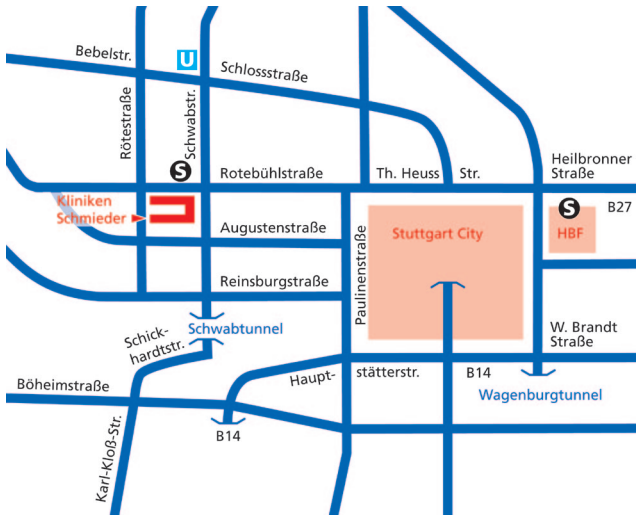 Bebelstr.
U
Schlossstraße
Rötestraße
Schwabstr.
S
Rotebühlstraße
Th. Heuss Str.
Heilbronner
Straße
S
B27
HBF
Kliniken
Schmieder
Augustenstraße
Stuttgart City
Paulinenstraße
Reinsburgstraße
Schick-
hardtstr.
Schwabtunnel
W. Brandt
Straße
Haupt- stätterstr.
B14
Böheimstraße
Wagenburgtunnel
B14
Karl-Kloß-Str.